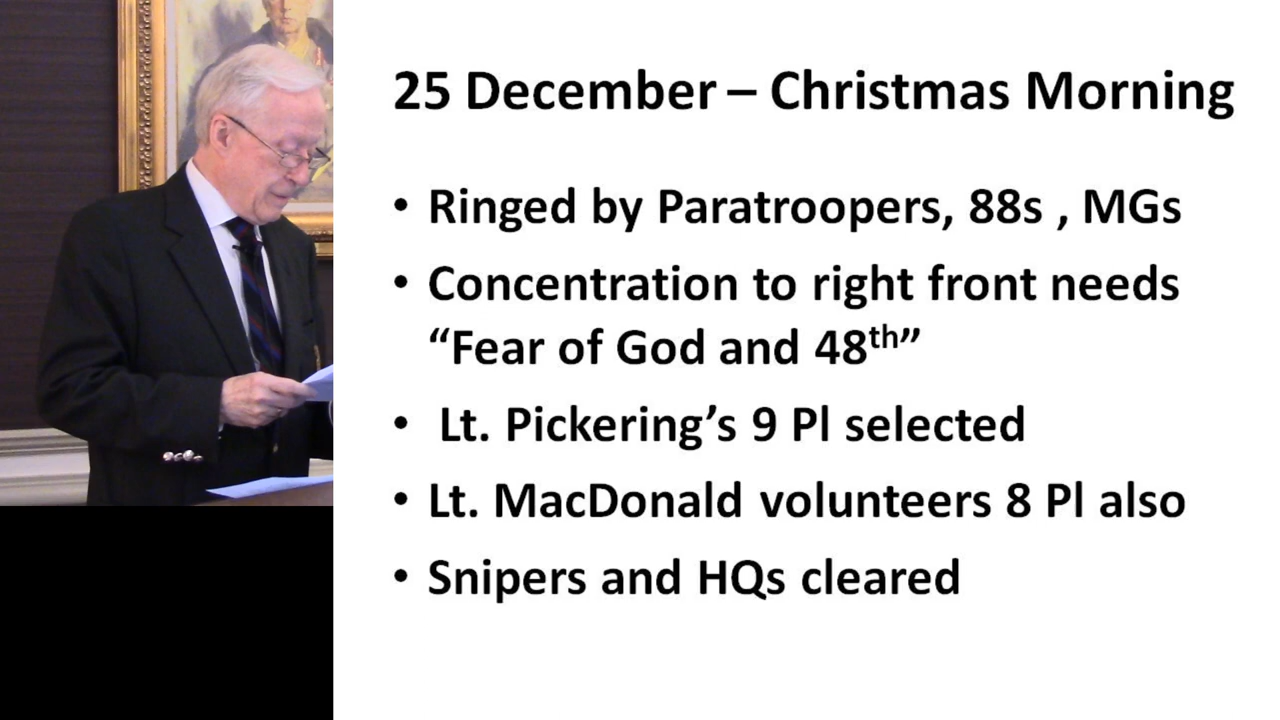 25 December – Christmas Morning
• Ringed by Paratroopers, 88s , MGs
• Concentration to right front needs
“Fear of God and 48th”
• Lt. Pickering’s 9 Pl selected
• Lt. MacDonald volunteers 8 Pl also
• Snipers and HQs cleared